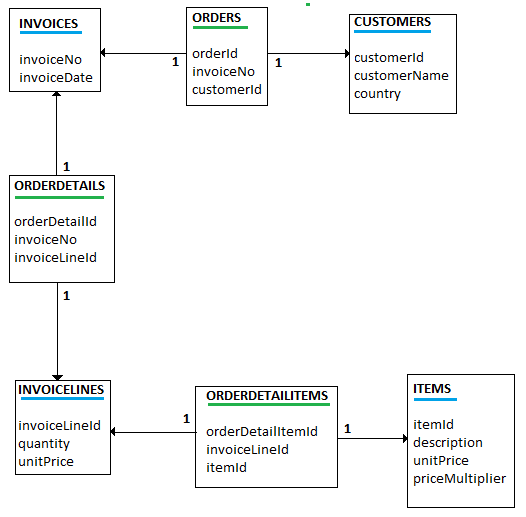 INVOICES
invoiceNo
invoiceDate
ORDERS
orderId
invoiceNo
customerId
CUSTOMERS
customerId
customerName
country
1
1
1
ORDERDETAILS
orderDetailId
invoiceNo
invoiceLineId
1
INVOICELINES
invoiceLineId
quantity
unitPrice
1
ORDERDETAILITEMS
orderDetailItemId
invoiceLineId
itemId
1
ITEMS
itemId
description
unitPrice
priceMultiplier